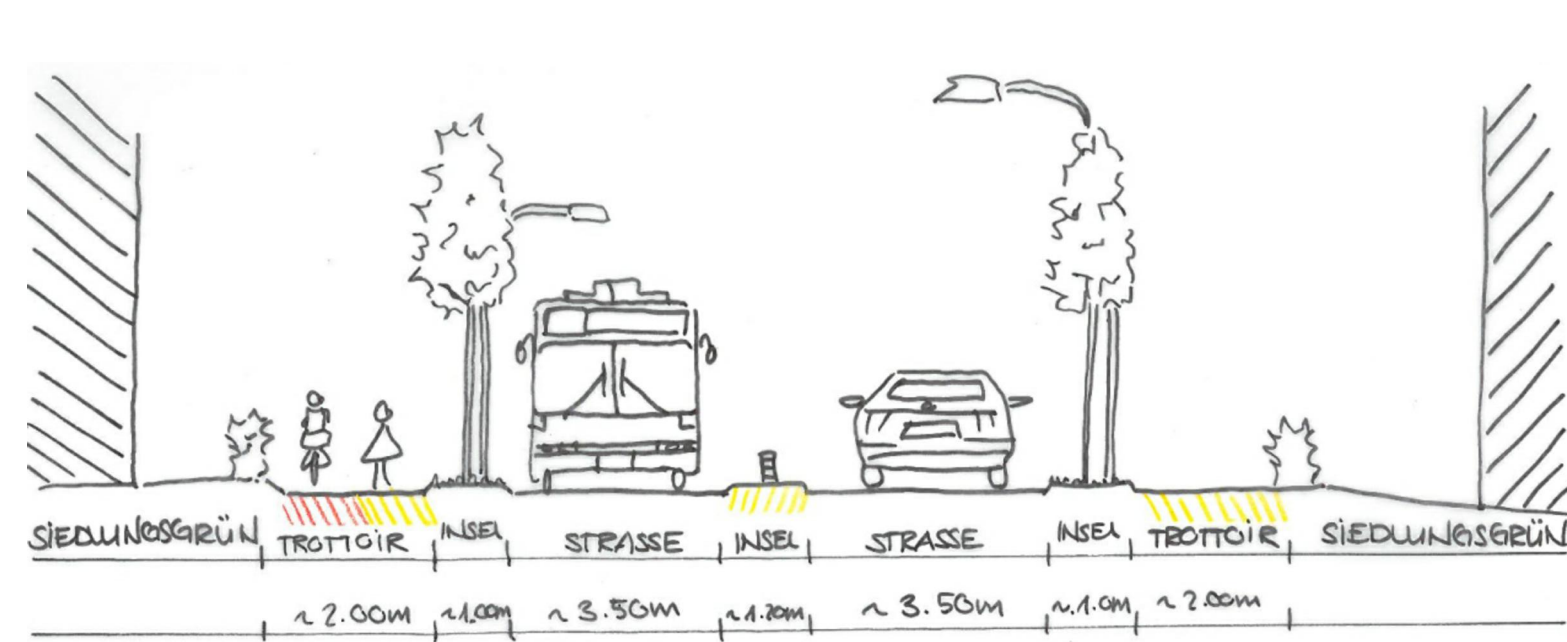 SIEDLUNGSGRÜN TROTTOIR INSEL STRASSE INSEL STRASSE INSEL TROTTOIR SIEDLUNGSGRÜN
~2.00m ~1.00m ~3.50m ~1.20m ~3.50m ~1.0m ~2.00m